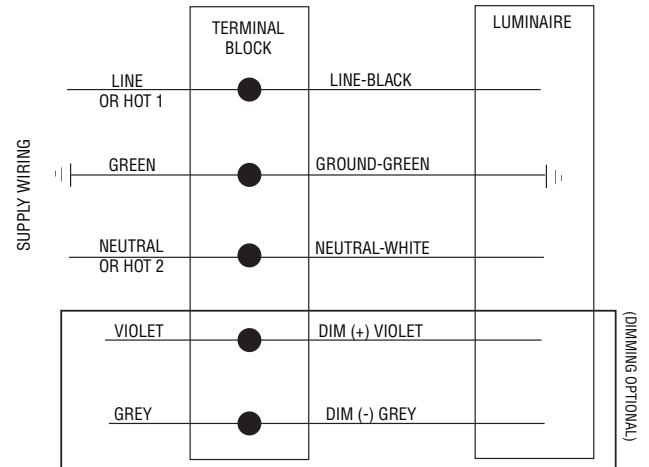 TERMINAL
BLOCK
LUMINAIRE
SUPPLY WIRING
LINE
OR HOT 1
LINE-BLACK
GREEN
GROUND-GREEN
NEUTRAL
OR HOT 2
NEUTRAL-WHITE
VIOLET
DIM (+) VIOLET
GREY
DIM (-) GREY
(DIMMING OPTIONAL)